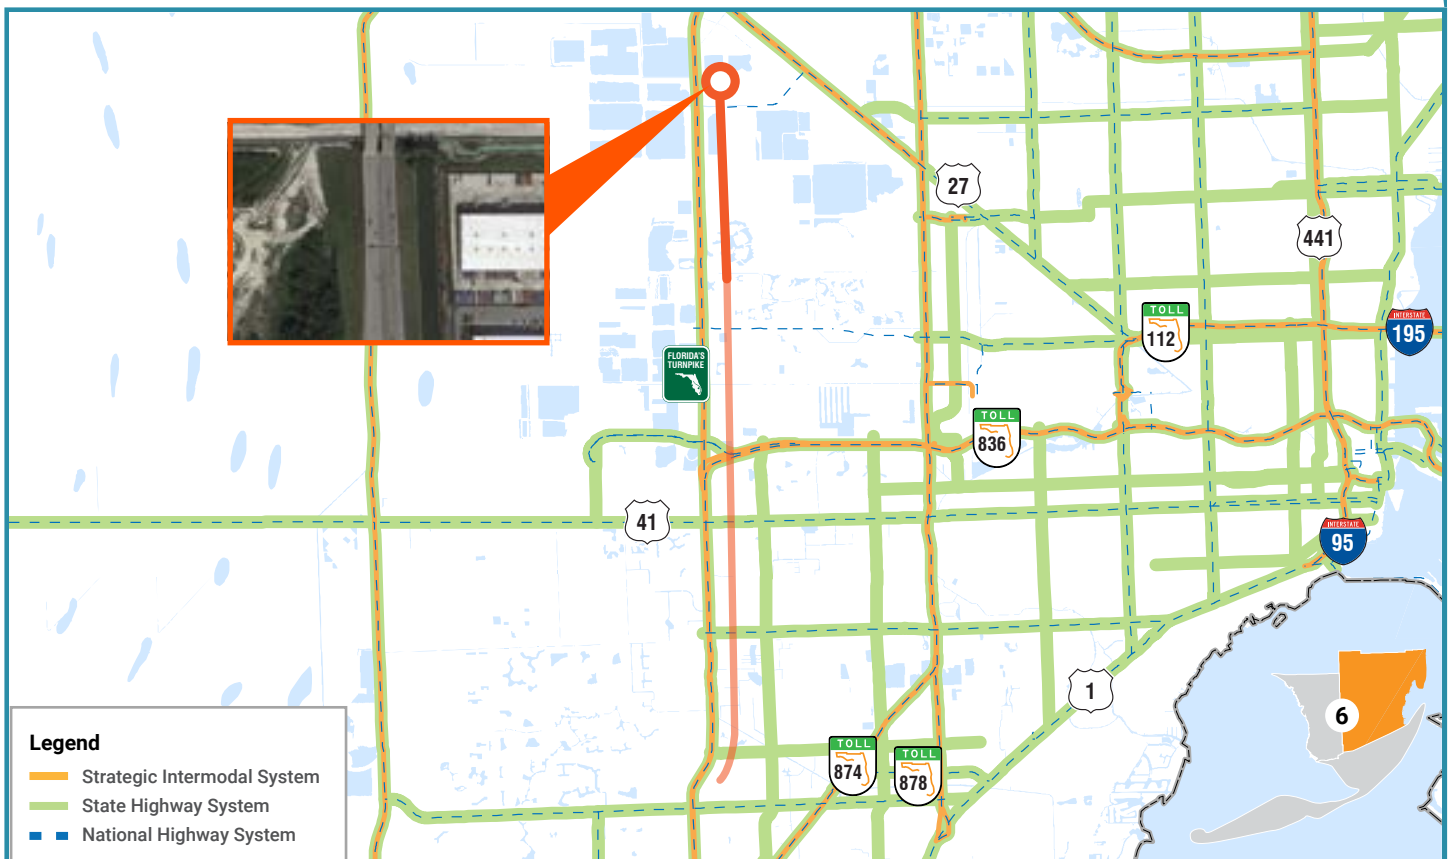 27
441
TOLL
112
INTERSTATE
195
FLORIDA'S
TURNPIKE
TOLL
836
41
INTERSTATE
95
1
6
TOLL
874
TOLL
878
Legend
Strategic Intermodal System
State Highway System
National Highway System